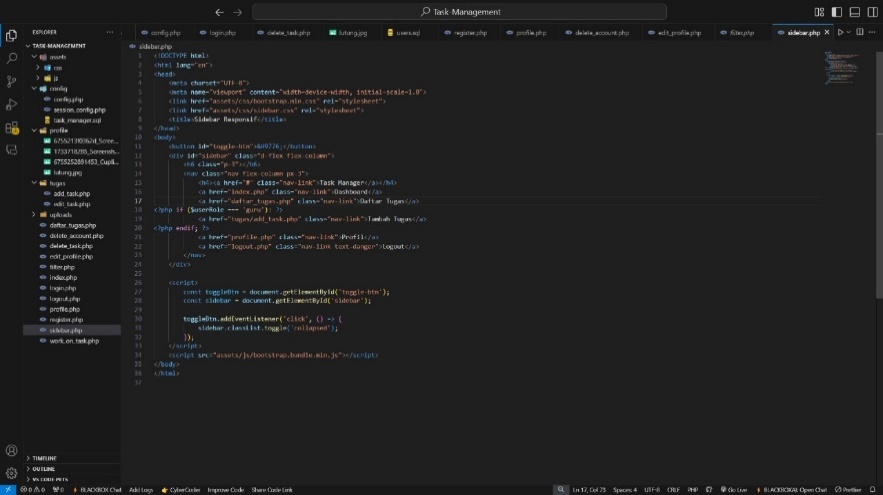 Task-Management
EXPLORER
TASK-MANAGEMENT
assets
css
js
config
config.php
session_config.php
task_manager.sql
profile
lutung.jpg
tugas
add_task.php
edit_task.php
uploads
daftar_tugas.php
delete_account.php
delete_task.php
edit_profile.php
filter.php
index.php
login.php
logout.php
profile.php
register.php
sidebar.php
work_on_task.php
TIMELINE
OUTLINE
VS CODE PETS
config.php login.php delete_task.php lutung.jpg users.sql register.php profile.php delete_account.php edit_profile.php filter.php sidebar.php
sidebar.php
1 <!DOCTYPE html>
2 <html lang="en">
3 <head>
4 <meta charset="UTF-8">
5 <meta name="viewport" content="width=device-width, initial-scale=1.0">
6 <link href="assets/css/bootstrap.min.css" rel="stylesheet">
7 <link href="assets/css/sidebar.css" rel="stylesheet">
8 <title>Sidebar Responsif</title>
9 </head>
10 <body>
11 <button id="toggle-btn">&#9776;</button>
12 <div id="sidebar" class="d-flex flex-column">
13 <h6 class="p-3"></h6>
14 <nav class="nav flex-column px-3">
15 <h4><a href="#" class="nav-link">Task Manager</a></h4>
16 <a href="index.php" class="nav-link">Dashboard</a>
17 <a href="daftar_tugas.php" class="nav-link">Daftar Tugas</a>
18 <?php if ($userRole === 'guru'): ?>
19 <a href="tugas/add_task.php" class="nav-link">Tambah Tugas</a>
20 <?php endif; ?>
21 <a href="profile.php" class="nav-link">Profil</a>
22 <a href="logout.php" class="nav-link text-danger">Logout</a>
23 </nav>
24 </div>
25
26 <script>
27 const toggleBtn = document.getElementById('toggle-btn');
28 const sidebar = document.getElementById('sidebar');
29
30 toggleBtn.addEventListener('click', () => {
31 sidebar.classList.toggle('collapsed');
32 });
33 </script>
34 <script src="assets/js/bootstrap.bundle.min.js"></script>
35 </body>
36 </html>
37
BLACKBOX Chat Add Logs CyberCoder Improve Code Share Code Link Ln 17, Col 73 Spaces: 4 UTF-8 CRLF PHP Go Live BLACKBOXAI: Open Chat Prettier